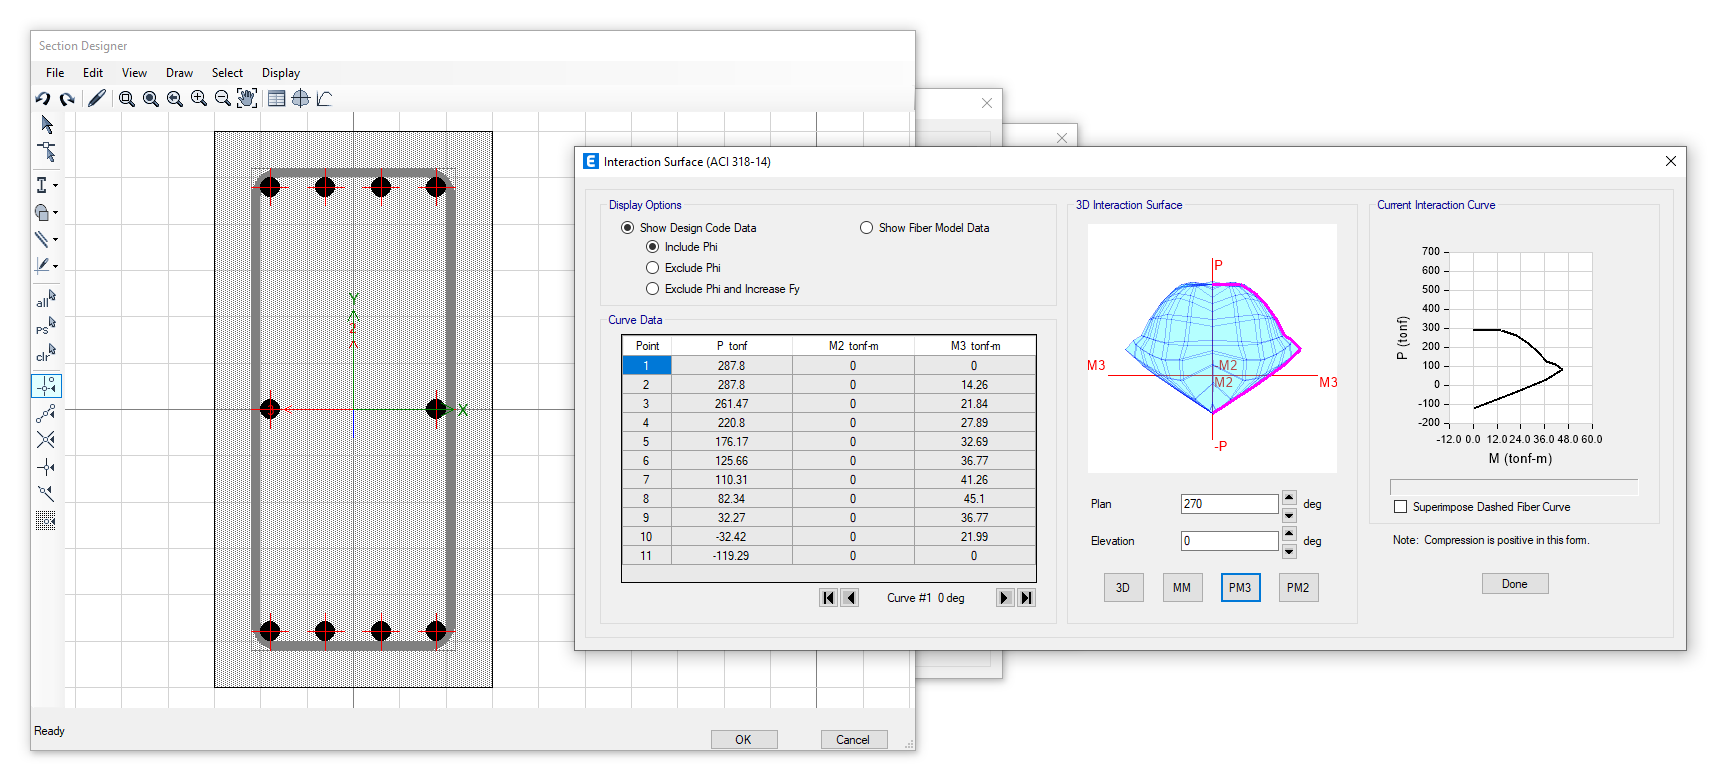 Section Designer
File Edit View Draw Select Display
all
ps
clr
Y
2
X
Ready
OK Cancel
E Interaction Surface (ACI 318-14)
Display Options
Show Design Code Data Show Fiber Model Data
Include Phi
Exclude Phi
Exclude Phi and Increase Fy
Curve Data
Point P tonf M2 tonf-m M3 tonf-m
1 287.8 0 0
2 287.8 0 14.26
3 261.47 0 21.84
4 220.8 0 27.89
5 176.17 0 32.69
6 125.66 0 36.77
7 110.31 0 41.26
8 82.34 0 45.1
9 32.27 0 36.77
10 -32.42 0 21.99
11 -119.29 0 0
Curve #1 0 deg
3D Interaction Surface
P
M3
-M2
M2
M3
-P
Plan 270 deg
Elevation 0 deg
3D MM PM3 PM2
Current Interaction Curve
700
600
500
400
300
200
100
0
-100
-200
P (tonf)
-12.0 0.0 12.0 24.0 36.0 48.0 60.0
M (tonf-m)
Superimpose Dashed Fiber Curve
Note: Compression is positive in this form.
Done